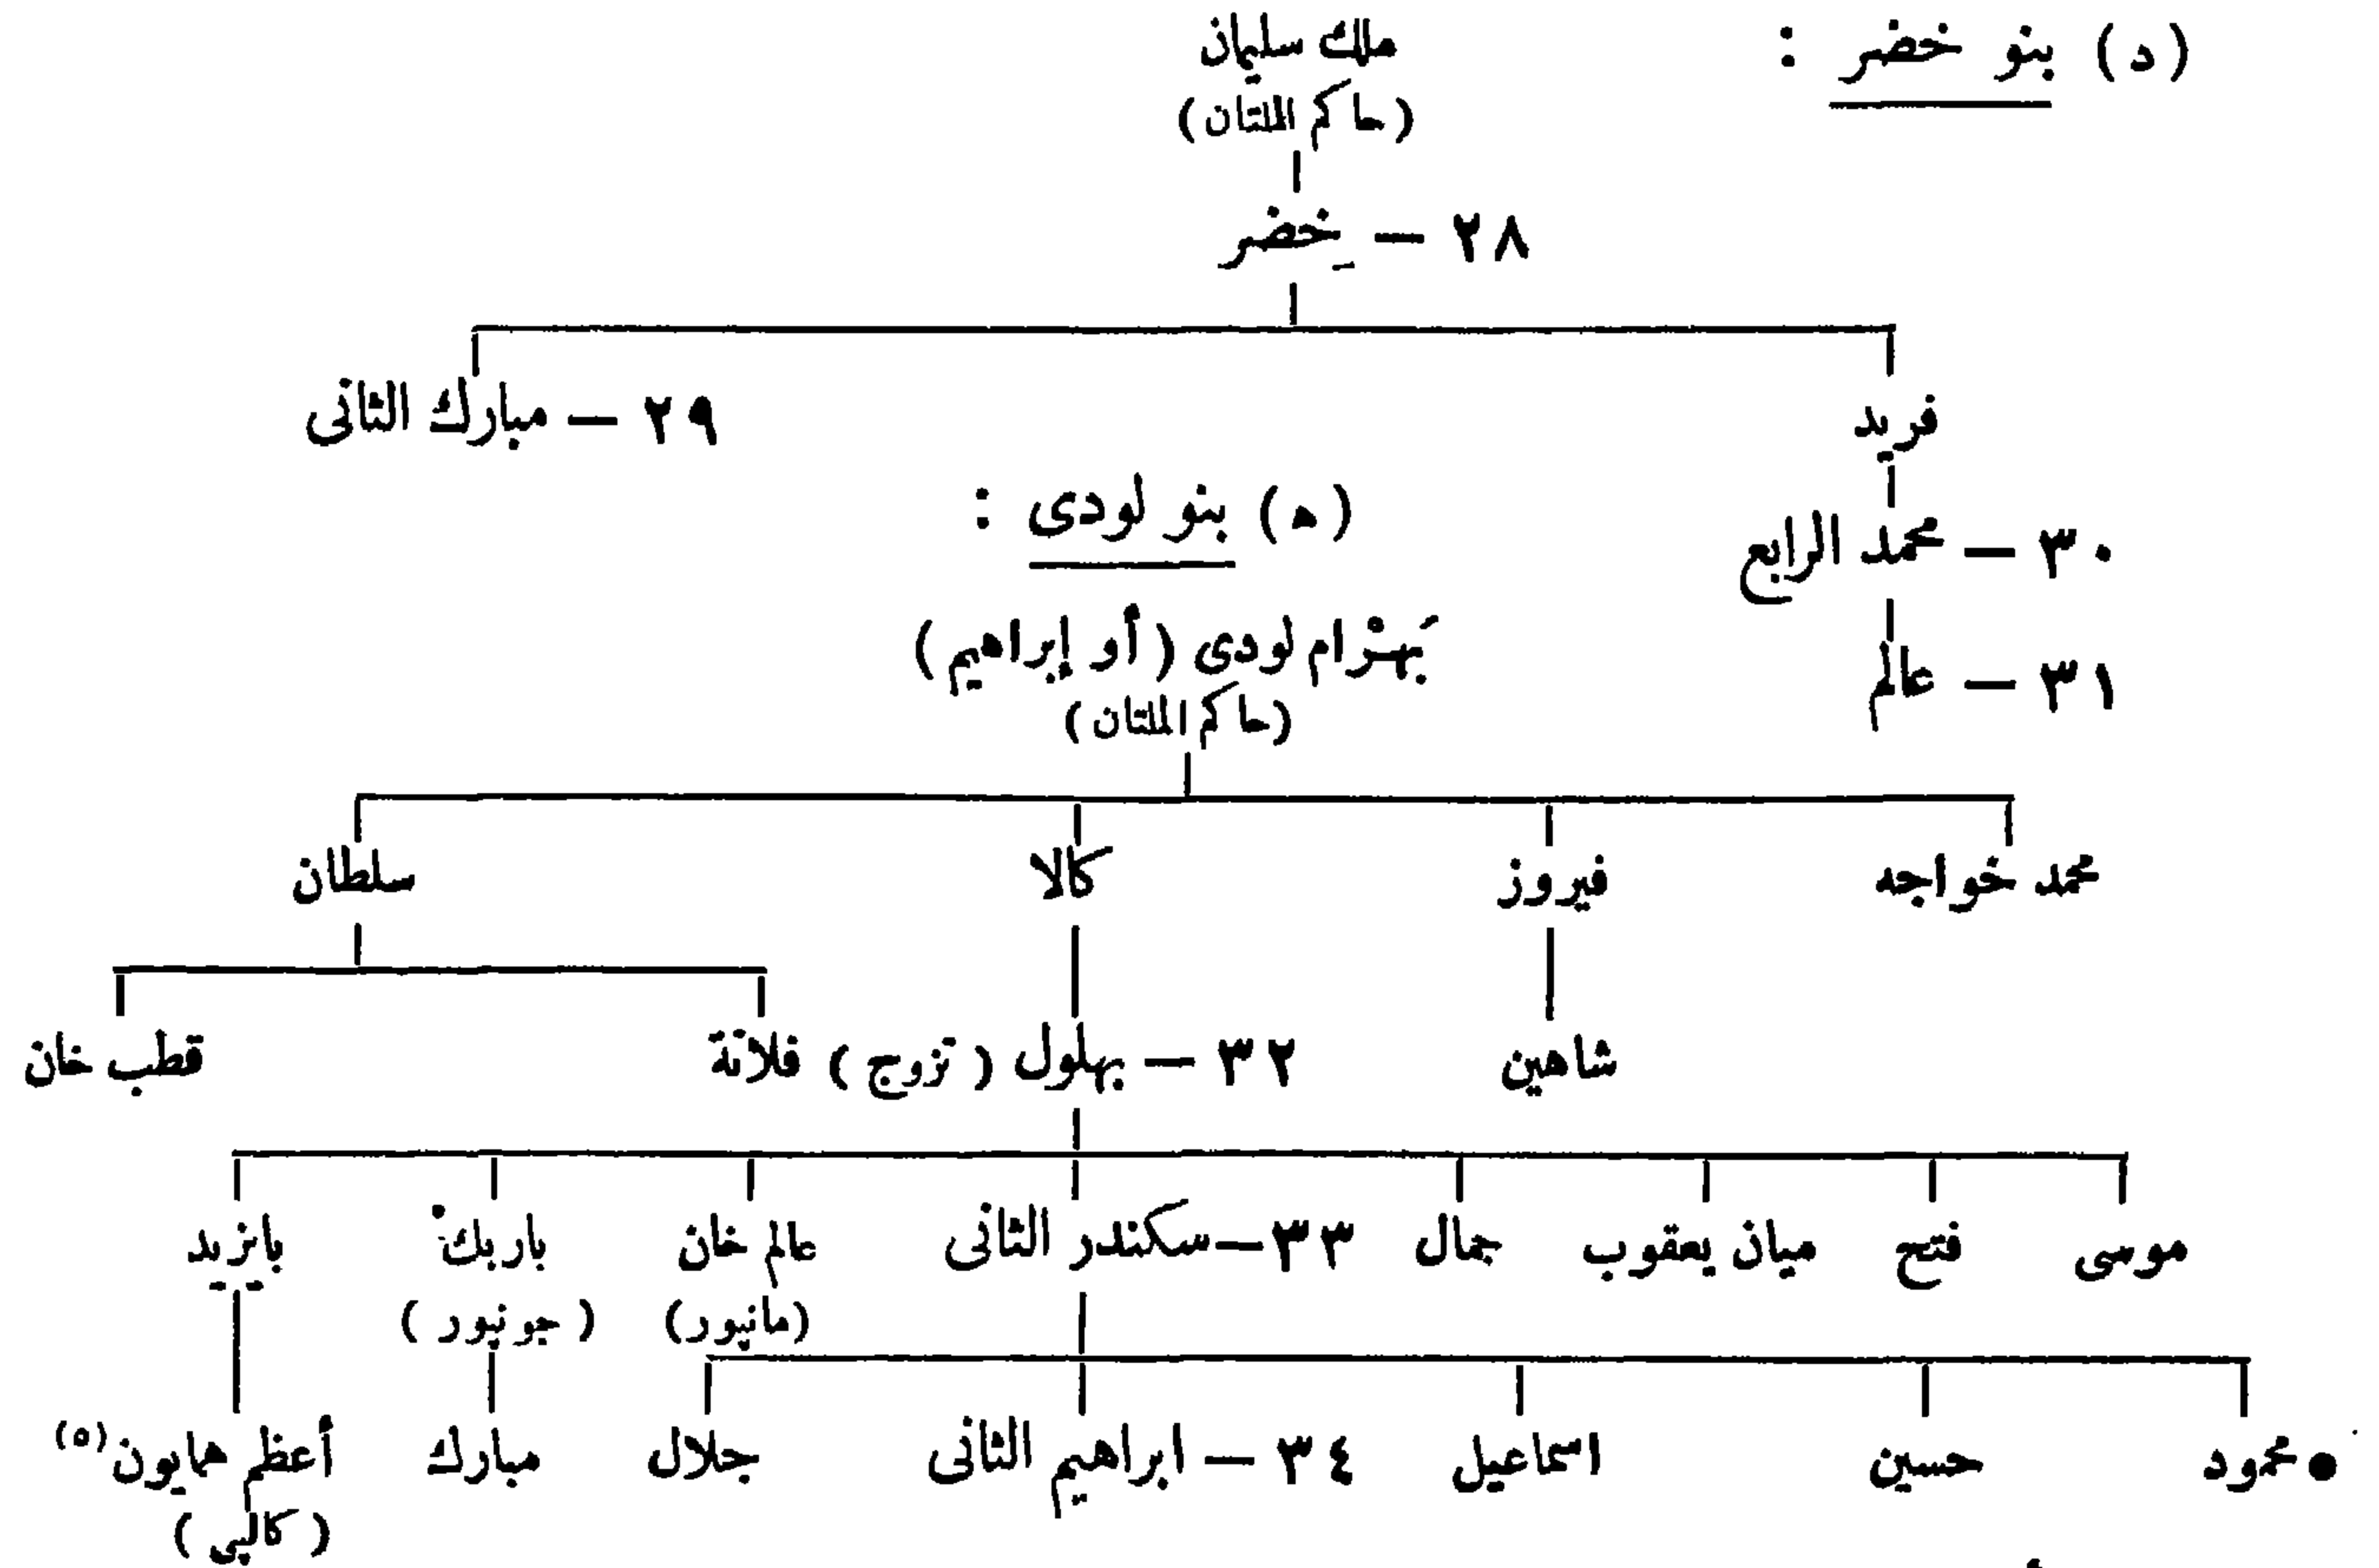 (د) بنو خضر :
ملك سليمان
(حاكم الملتان)
٢٨ — خِضر
فريد
٢٩ — مبارك الثانى
٣٠ — محمد الرابع
٣١ — عالم
(ه) بنو لودى :
بَهْرام لودى (أو إبراهيم)
(حاكم الملتان)
محمد خواجه
فيروز
كالا
سلطان
شاهين
٣٢ — بهلول (تزوج) فلانة
قطب خان
موسى
فتح
ميان يعقوب
جمال
٣٣ — سكندر الثانى
عالم خان
(مانپور)
باربكْ
(جونپور)
بايزيد
• محمود
حسين
اسماعيل
٣٤ — ابراهيم الثانى
جلال
مبارك
أعظم همايون (٥)
(كالپى)